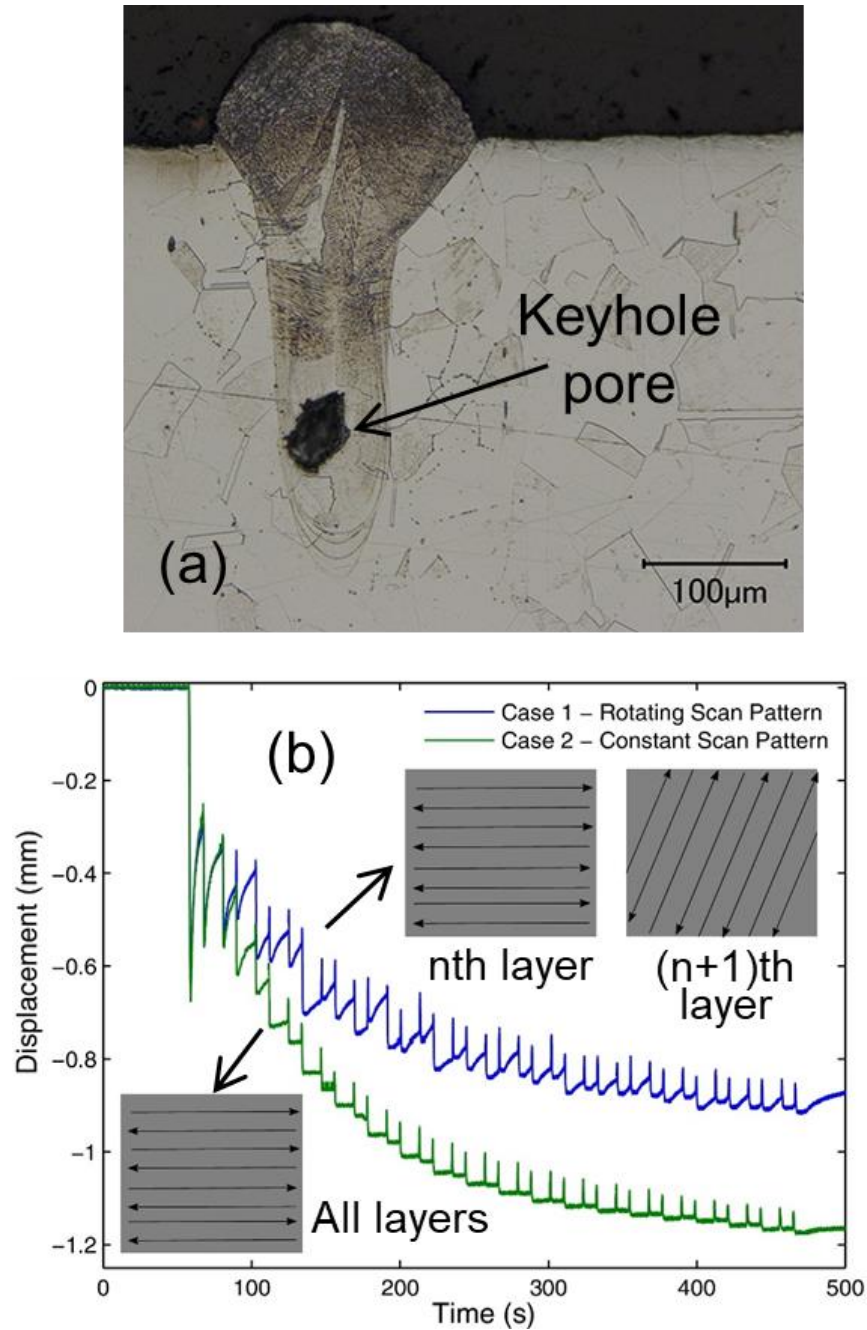 Keyhole
pore
(a)
100μm
(b)
Case 1 – Rotating Scan Pattern
Case 2 – Constant Scan Pattern
nth layer
(n+1)th
layer
All layers
Displacement (mm)
0
−0.2
−0.4
−0.6
−0.8
−1
−1.2
0
100
200
300
400
500
Time (s)